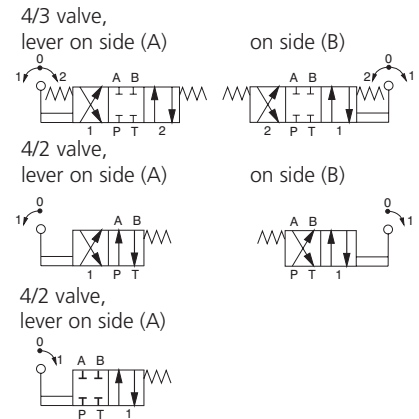 4/3 valve,
lever on side (A) on side (B)
0 0
1 2 A B A B 2 1
1 P T 2 2 P T 1
4/2 valve,
lever on side (A) on side (B)
0 0
1 A B A B 1
1 P T P T 1
4/2 valve,
lever on side (A)
0
1 A B
P T 1